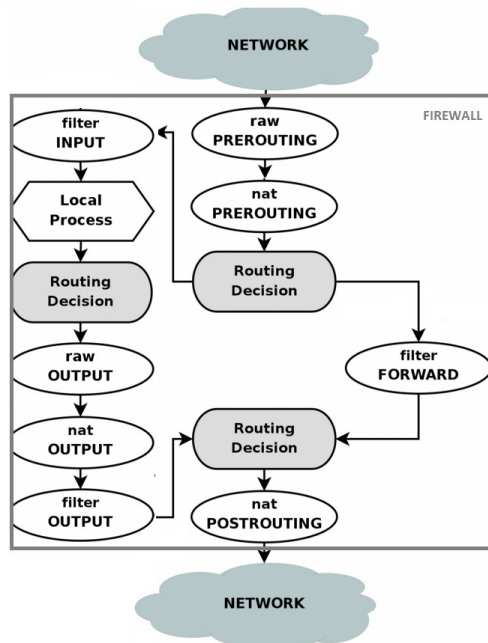 NETWORK
FIREWALL
raw
PREROUTING
nat
PREROUTING
Routing
Decision
filter
INPUT
Local
Process
Routing
Decision
raw
OUTPUT
nat
OUTPUT
filter
OUTPUT
filter
FORWARD
Routing
Decision
nat
POSTROUTING
NETWORK